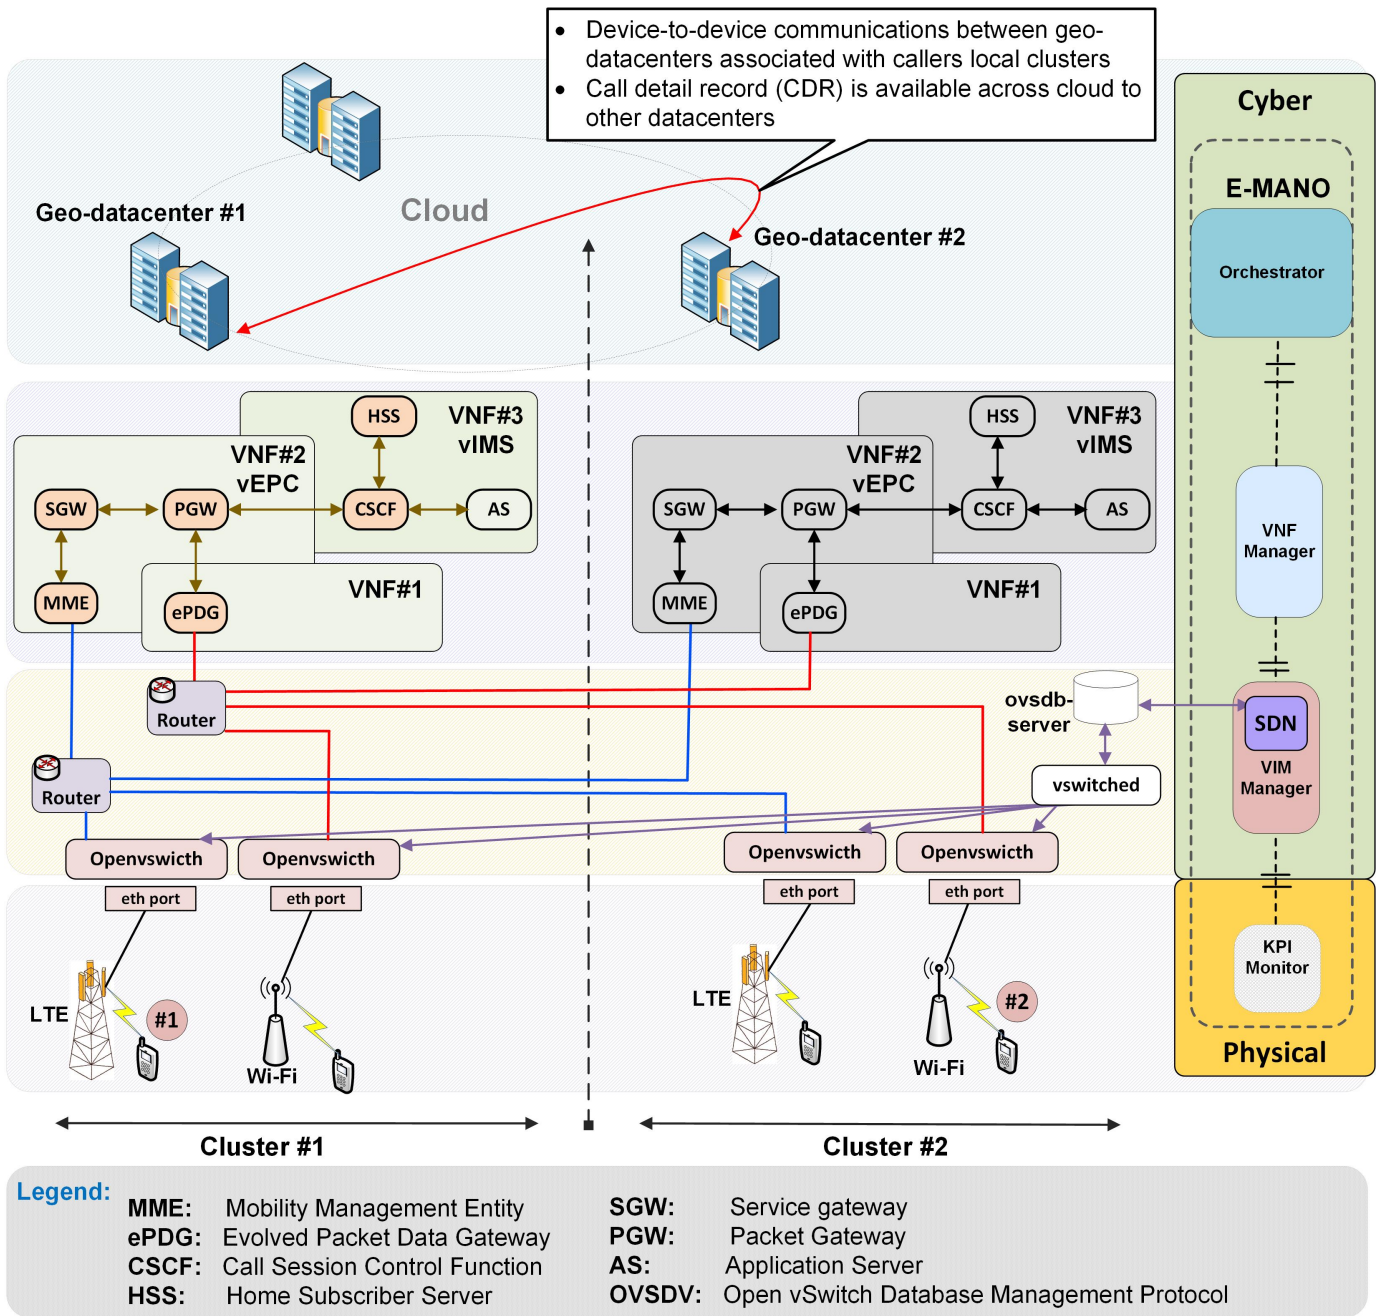 • Device-to-device communications between geo-
datacenters associated with callers local clusters
• Call detail record (CDR) is available across cloud to
other datacenters
Cyber
E-MANO
Geo-datacenter #1
Cloud
Geo-datacenter #2
Orchestrator
HSS
VNF#3
vIMS
VNF#2
vEPC
SGW
PGW
CSCF
AS
MME
ePDG
VNF#1
HSS
VNF#3
vIMS
VNF#2
vEPC
SGW
PGW
CSCF
AS
MME
ePDG
VNF#1
VNF
Manager
Router
Router
ovsdb-
server
vswitched
SDN
VIM
Manager
Openvswicth
Openvswicth
Openvswicth
Openvswicth
eth port
eth port
eth port
eth port
LTE
#1
Wi-Fi
LTE
#2
Wi-Fi
KPI
Monitor
Physical
Cluster #1
Cluster #2
Legend:
MME: Mobility Management Entity
ePDG: Evolved Packet Data Gateway
CSCF: Call Session Control Function
HSS: Home Subscriber Server
SGW: Service gateway
PGW: Packet Gateway
AS: Application Server
OVSDV: Open vSwitch Database Management Protocol